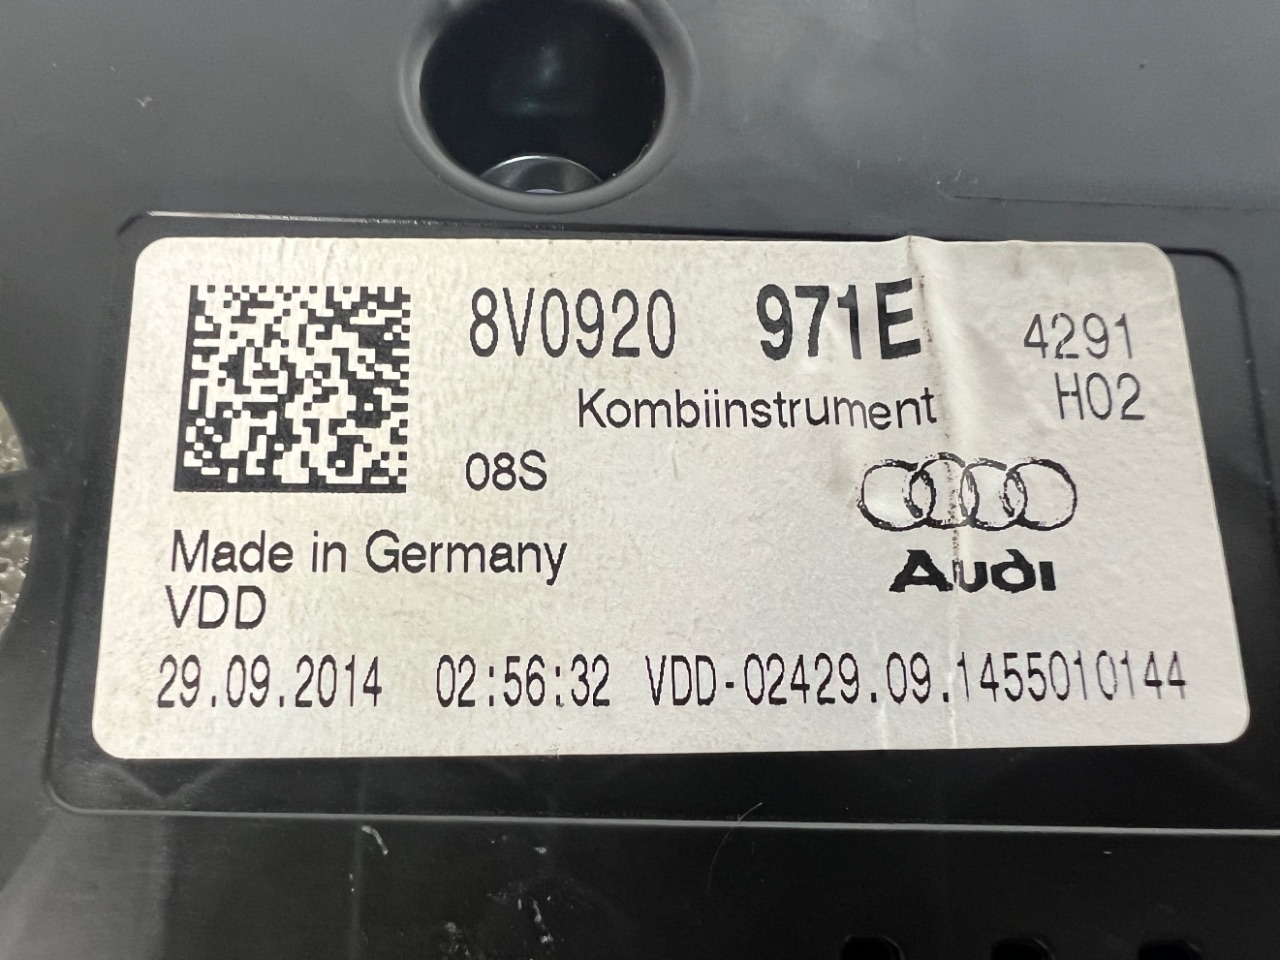 8V0920 971E 4291
Kombiinstrument H02
08S
Audi
Made in Germany
VDD
29.09.2014 02:56:32 VDD-02429.09.1455010144